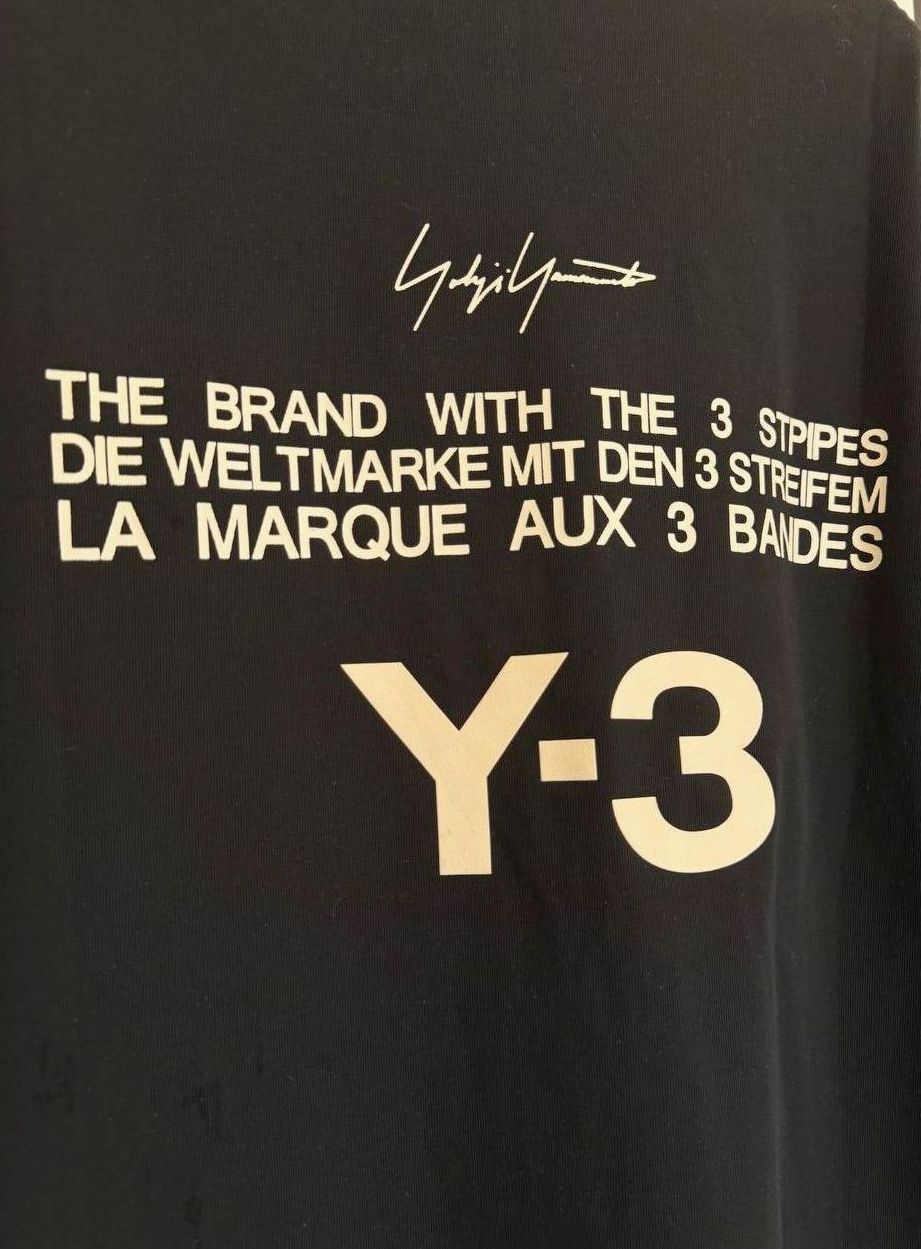 Yohji Yamamoto
THE BRAND WITH THE 3 STPIPES
DIE WELTMARKE MIT DEN 3 STREIFEM
LA MARQUE AUX 3 BANDES
Y-3